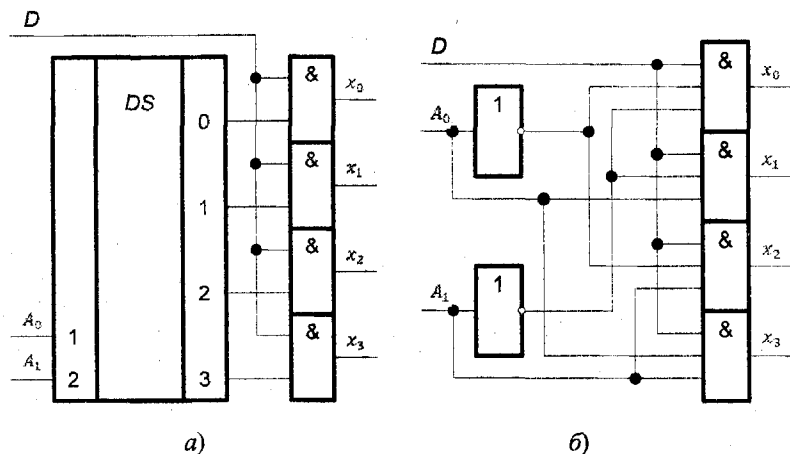 D
DS
&
x₀
0
&
x₁
1
&
x₂
2
A₀
1
&
x₃
A₁
2
3
а)
D
&
x₀
1
A₀
&
x₁
&
x₂
1
A₁
&
x₃
б)